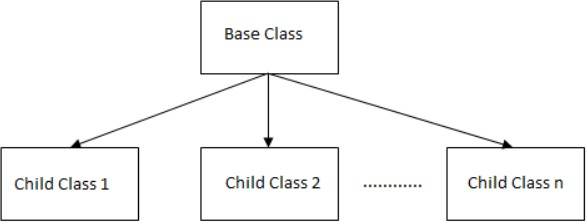 Base Class
Child Class 1
Child Class 2
............
Child Class n